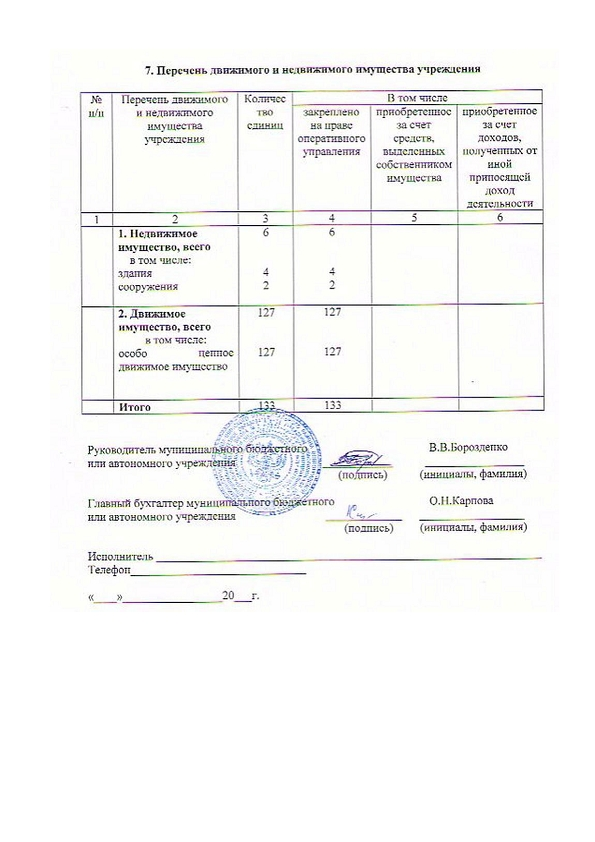 7. Перечень движимого и недвижимого имущества учреждения
№ п/п
Перечень движимого и недвижимого имущества учреждения
Количес тво единиц
В том числе
закреплено на праве оперативного управления
приобретенное за счет средств, выделенных собственником имущества
приобретенное за счет доходов, полученных от иной приносящей доход деятельности
1 2 3 4 5 6
1. Недвижимое 6 6
имущество, всего
в том числе:
здания 4 4
сооружения 2 2
2. Движимое 127 127
имущество, всего
в том числе:
особо ценное 127 127
движимое имущество
Итого 133 133
Руководитель муниципального бюджетного В.В.Борозденко
или автономного учреждения
(подпись) (инициалы, фамилия)
Главный бухгалтер муниципального бюджетного О.Н.Карпова
или автономного учреждения
(подпись) (инициалы, фамилия)
Исполнитель
Телефон
«___»__________________20___г.